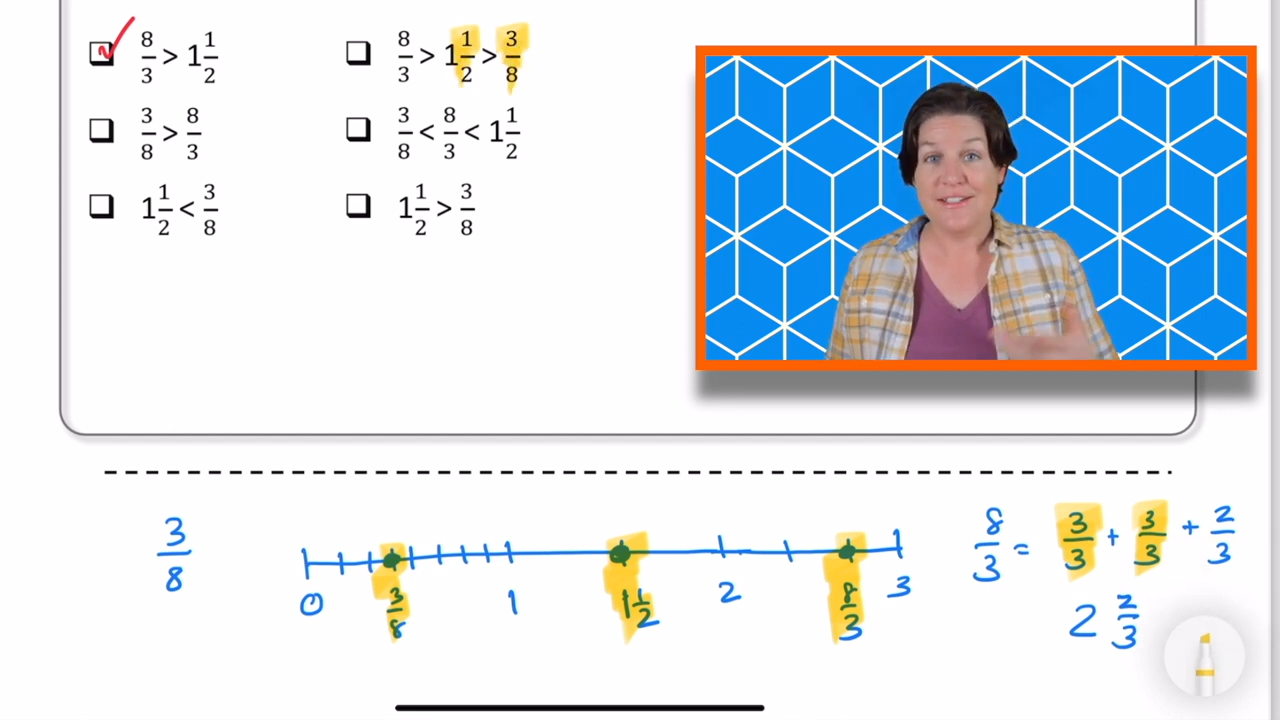 8/3 > 1 1/2
8/3 > 1 1/2 > 3/8
3/8 > 8/3
3/8 < 8/3 < 1 1/2
1 1/2 < 3/8
1 1/2 > 3/8
3/8
0 3/8 1 1 1/2 2 8/3 3
8/3 = 3/3 + 3/3 + 2/3
2 2/3